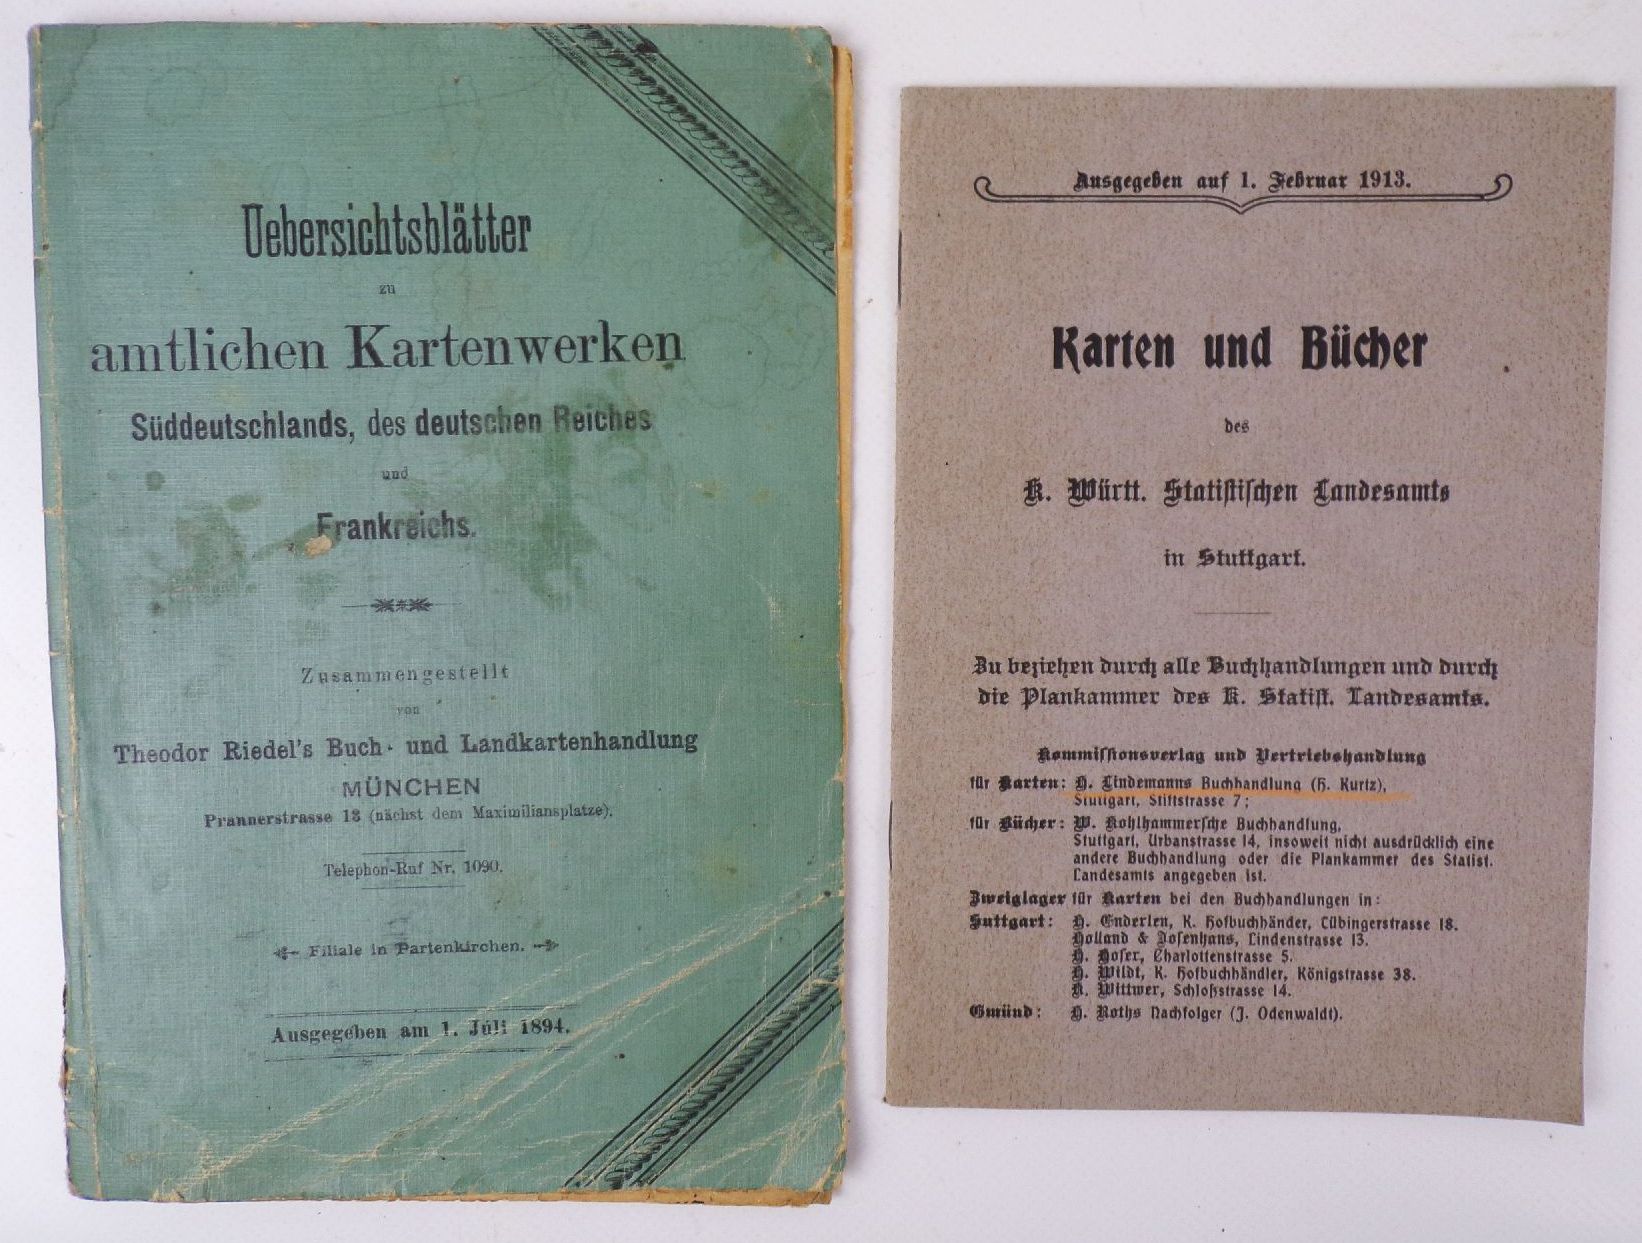 Uebersichtsblätter
zu
amtlichen Kartenwerken
Süddeutschlands, des deutschen Reiches
und
Frankreichs.
Zusammengestellt
von
Theodor Riedel's Buch- und Landkartenhandlung
MÜNCHEN
Prannerstrasse 13 (nächst dem Maximiliansplatze).
Telephon-Ruf Nr. 1090.
Filiale in Partenkirchen.
Ausgegeben am 1. Juli 1894.
Ausgegeben auf 1. Februar 1913.
Karten und Bücher
des
K. Württ. Statistischen Landesamts
in Stuttgart.
Zu beziehen durch alle Buchhandlungen und durch
die Plankammer des K. Statist. Landesamts.
Kommissionsverlag und Vertriebshandlung
für Karten: H. Lindemanns Buchhandlung (H. Kurtz),
Stuttgart, Stiftstrasse 7;
für Bücher: W. Kohlhammersche Buchhandlung,
Stuttgart, Urbanstrasse 14, insoweit nicht ausdrücklich eine
andere Buchhandlung oder die Plankammer des Statist.
Landesamts angegeben ist.
Zweiglager für Karten bei den Buchhandlungen in:
Stuttgart: A. Enderlen, K. Hofbuchhänder, Tübingerstrasse 18.
Holland & Josenhans, Lindenstrasse 13.
Hoser, Charlottenstrasse 5.
Wildt, K. Hofbuchhändler, Königstrasse 38.
K. Wittwer, Schloßstrasse 14.
Gmünd: Roths Nachfolger (J. Odenwaldt).